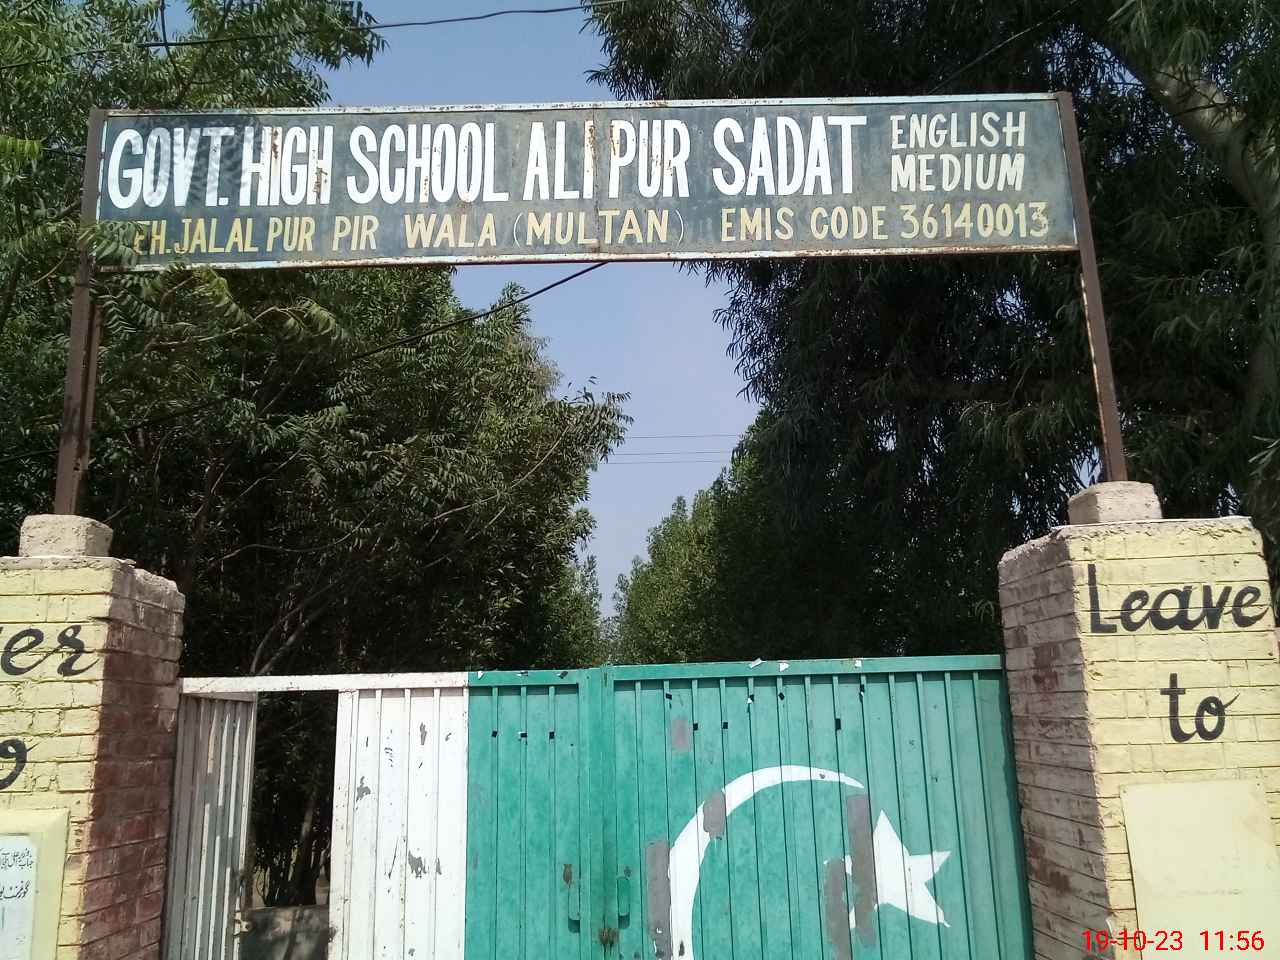 GOVT. HIGH SCHOOL ALI PUR SADAT ENGLISH MEDIUM
EH. JALAL PUR PIR WALA (MULTAN) EMIS CODE 36140013
er
Leave
to
19-10-23 11:56